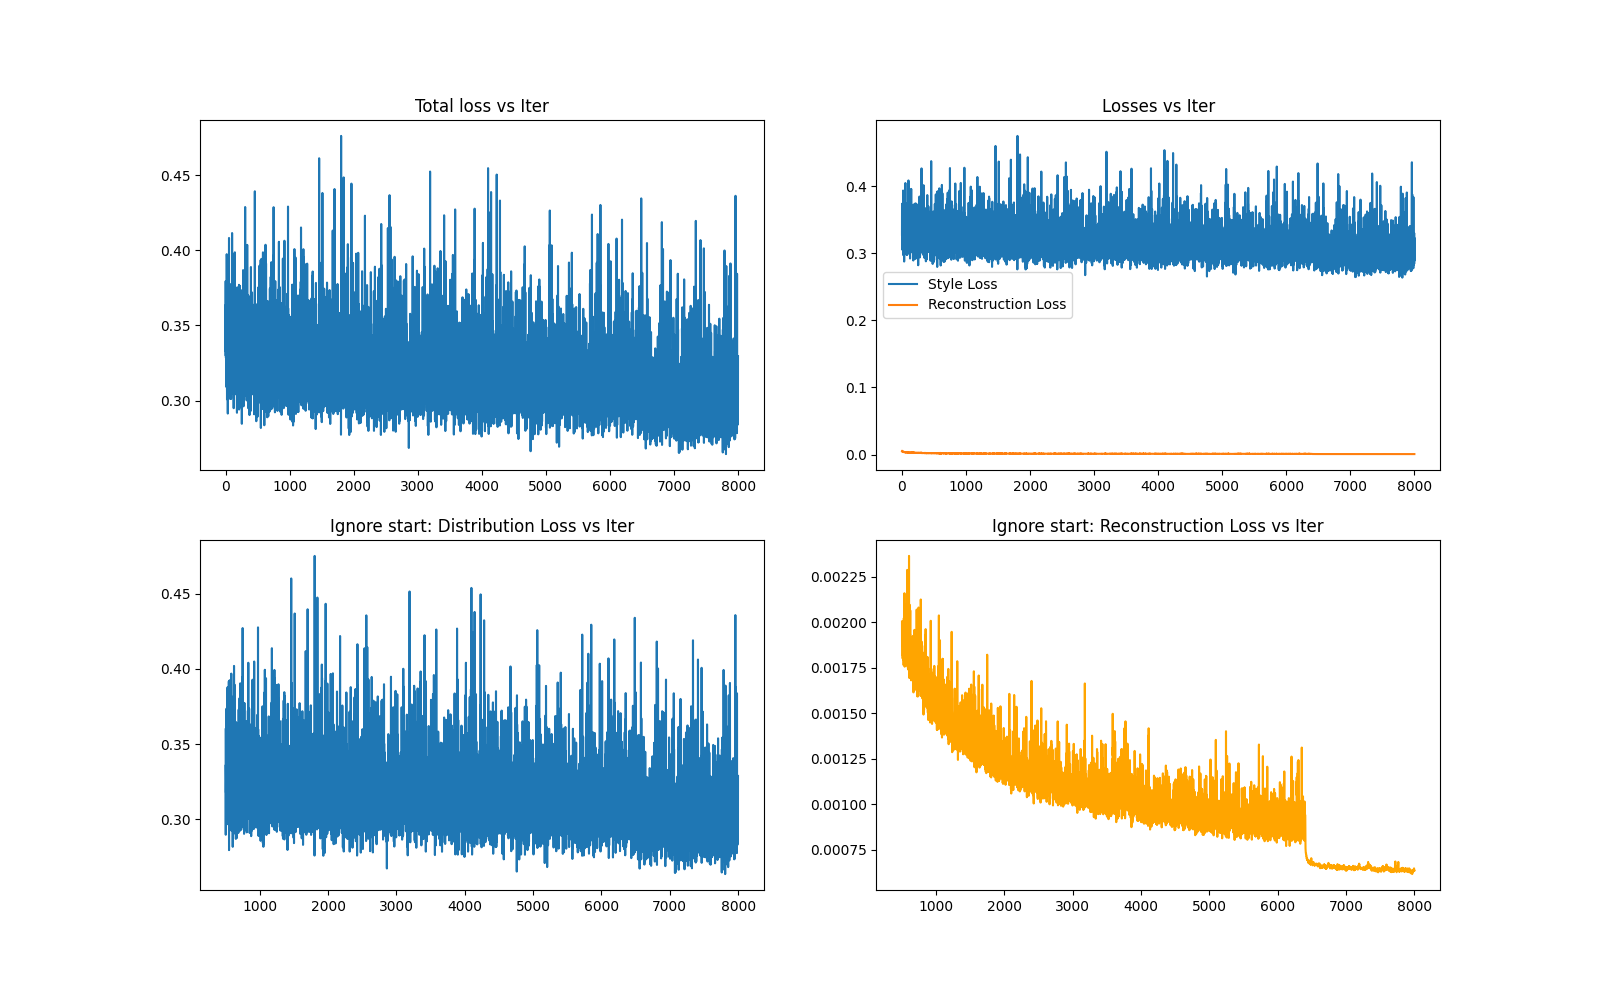 Total loss vs Iter
0.45
0.40
0.35
0.30
0 1000 2000 3000 4000 5000 6000 7000 8000
Losses vs Iter
0.4
0.3
0.2
0.1
0.0
Style Loss
Reconstruction Loss
0 1000 2000 3000 4000 5000 6000 7000 8000
Ignore start: Distribution Loss vs Iter
0.45
0.40
0.35
0.30
1000 2000 3000 4000 5000 6000 7000 8000
Ignore start: Reconstruction Loss vs Iter
0.00225
0.00200
0.00175
0.00150
0.00125
0.00100
0.00075
1000 2000 3000 4000 5000 6000 7000 8000